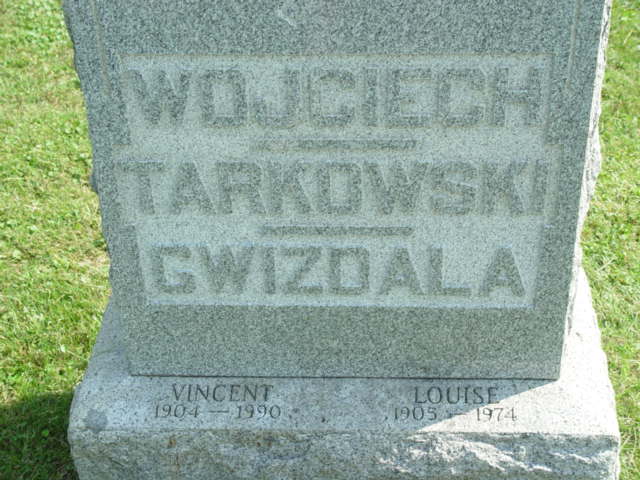 WOJCIECH
TARKOWSKI
GWIZDALA
VINCENT LOUISE
1904 — 1990 1905 — 1974